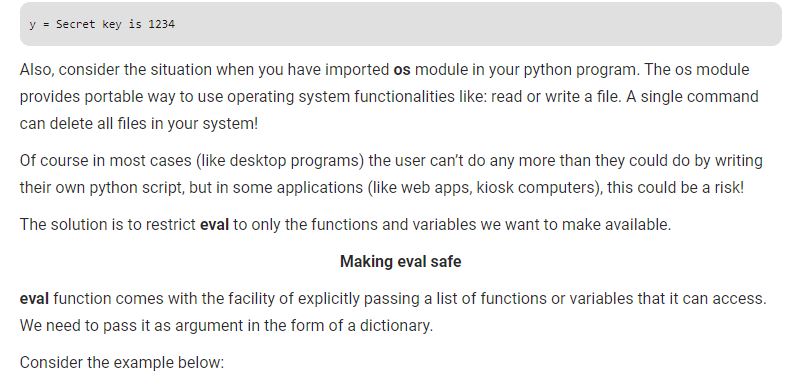 y = Secret key is 1234
Also, consider the situation when you have imported os module in your python program. The os module
provides portable way to use operating system functionalities like: read or write a file. A single command
can delete all files in your system!
Of course in most cases (like desktop programs) the user can't do any more than they could do by writing
their own python script, but in some applications (like web apps, kiosk computers), this could be a risk!
The solution is to restrict eval to only the functions and variables we want to make available.
Making eval safe
eval function comes with the facility of explicitly passing a list of functions or variables that it can access.
We need to pass it as argument in the form of a dictionary.
Consider the example below: